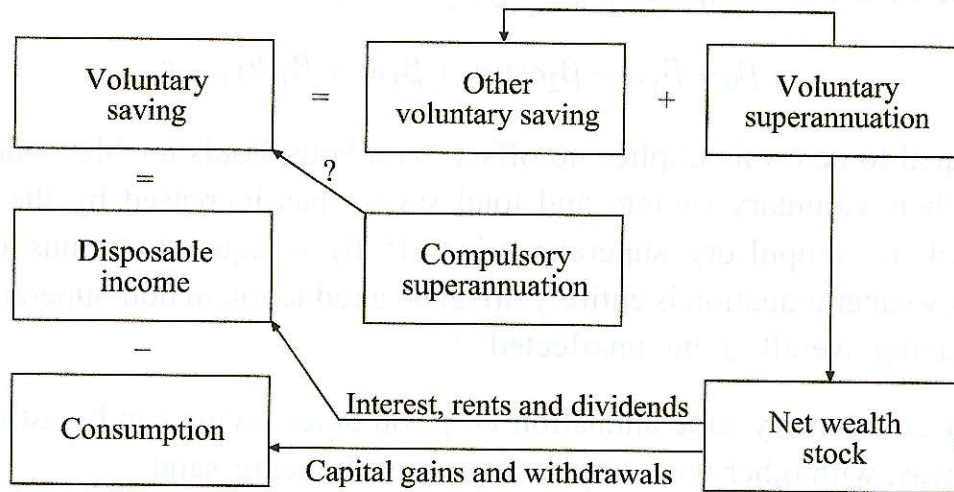 Voluntary
saving
=
Other
voluntary saving
+
Voluntary
superannuation
?
=
Disposable
income
Compulsory
superannuation
−
Consumption
Interest, rents and dividends
Capital gains and withdrawals
Net wealth
stock